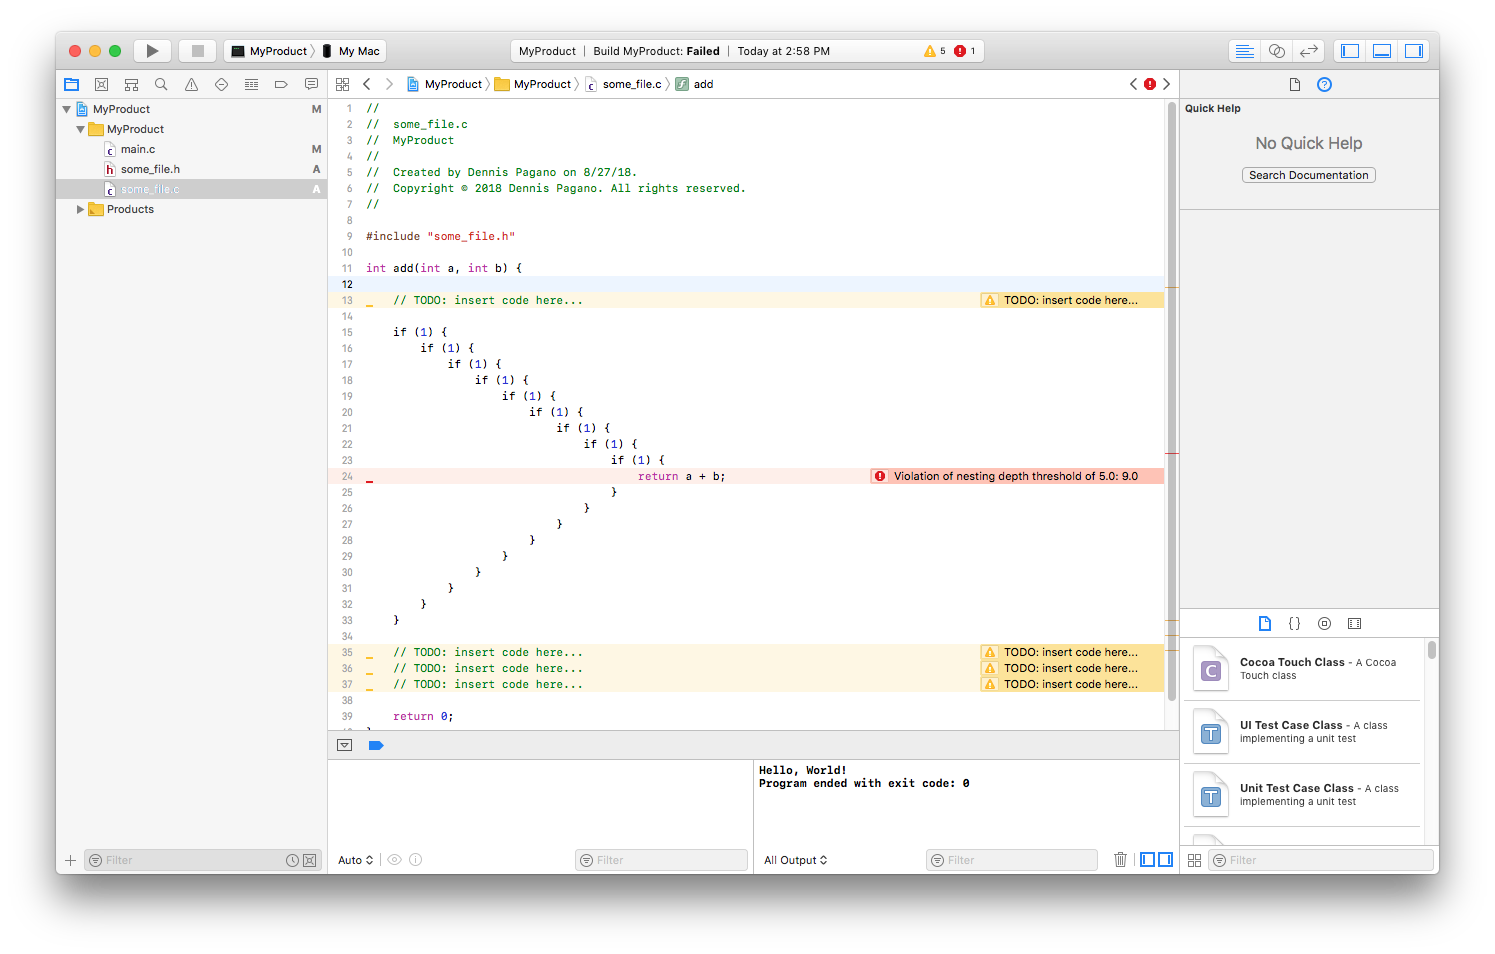 MyProduct
My Mac
MyProduct | Build MyProduct: Failed | Today at 2:58 PM
5
1
MyProduct
M
MyProduct
main.c
M
some_file.h
A
some_file.c
A
Products
Filter
MyProduct
MyProduct
some_file.c
add
1 //
2 //  some_file.c
3 //  MyProduct
4 //
5 //  Created by Dennis Pagano on 8/27/18.
6 //  Copyright © 2018 Dennis Pagano. All rights reserved.
7 //
8
9 #include "some_file.h"
10
11 int add(int a, int b) {
12
13     // TODO: insert code here...
TODO: insert code here...
14
15     if (1) {
16         if (1) {
17             if (1) {
18                 if (1) {
19                     if (1) {
20                         if (1) {
21                             if (1) {
22                                 if (1) {
23                                     if (1) {
24                                         return a + b;
Violation of nesting depth threshold of 5.0: 9.0
25                                     }
26                                 }
27                             }
28                         }
29                     }
30                 }
31             }
32         }
33     }
34
35     // TODO: insert code here...
TODO: insert code here...
36     // TODO: insert code here...
TODO: insert code here...
37     // TODO: insert code here...
TODO: insert code here...
38
39     return 0;
Auto
Filter
Hello, World!
Program ended with exit code: 0
All Output
Filter
Quick Help
No Quick Help
Search Documentation
Cocoa Touch Class - A Cocoa
Touch class
UI Test Case Class - A class
implementing a unit test
Unit Test Case Class - A class
implementing a unit test
Filter